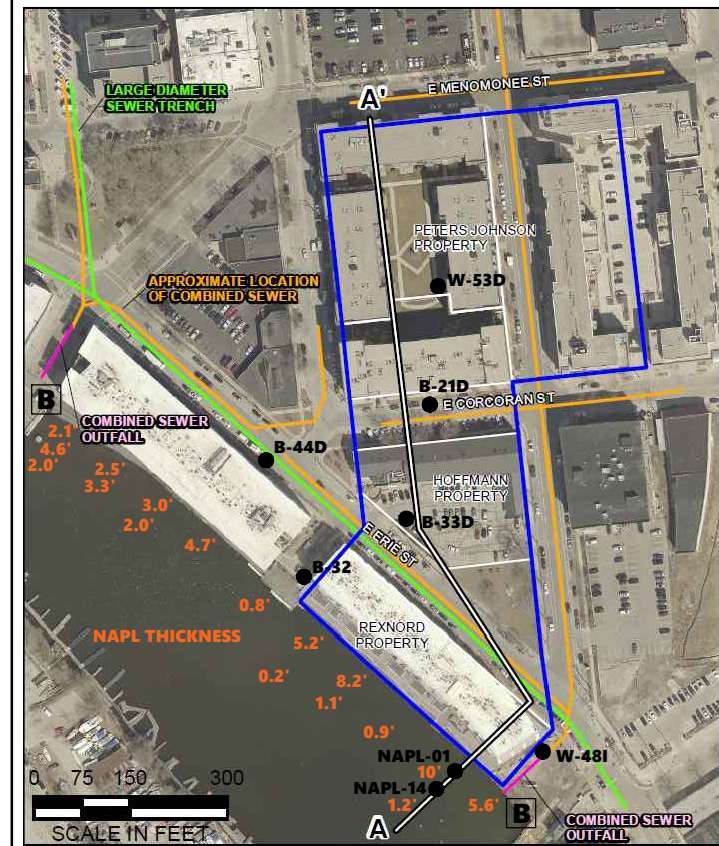 E MENOMONEE ST
LARGE DIAMETER
SEWER TRENCH
A'
PETERS JOHNSON
PROPERTY
W-53D
APPROXIMATE LOCATION
OF COMBINED SEWER
B-21D
E CORCORAN ST
B
COMBINED SEWER
OUTFALL
2.1'
4.6'
2.0'
2.5'
3.3'
3.0'
2.0'
4.7'
B-44D
HOFFMANN
PROPERTY
B-33D
E ERIE ST
B-32
0.8'
NAPL THICKNESS
REXNORD
PROPERTY
5.2'
0.2'
8.2'
1.1'
0.9'
W-48I
NAPL-01
10'
NAPL-14
1.2'
5.6'
B
A
COMBINED SEWER
OUTFALL
0 75 150 300
SCALE IN FEET